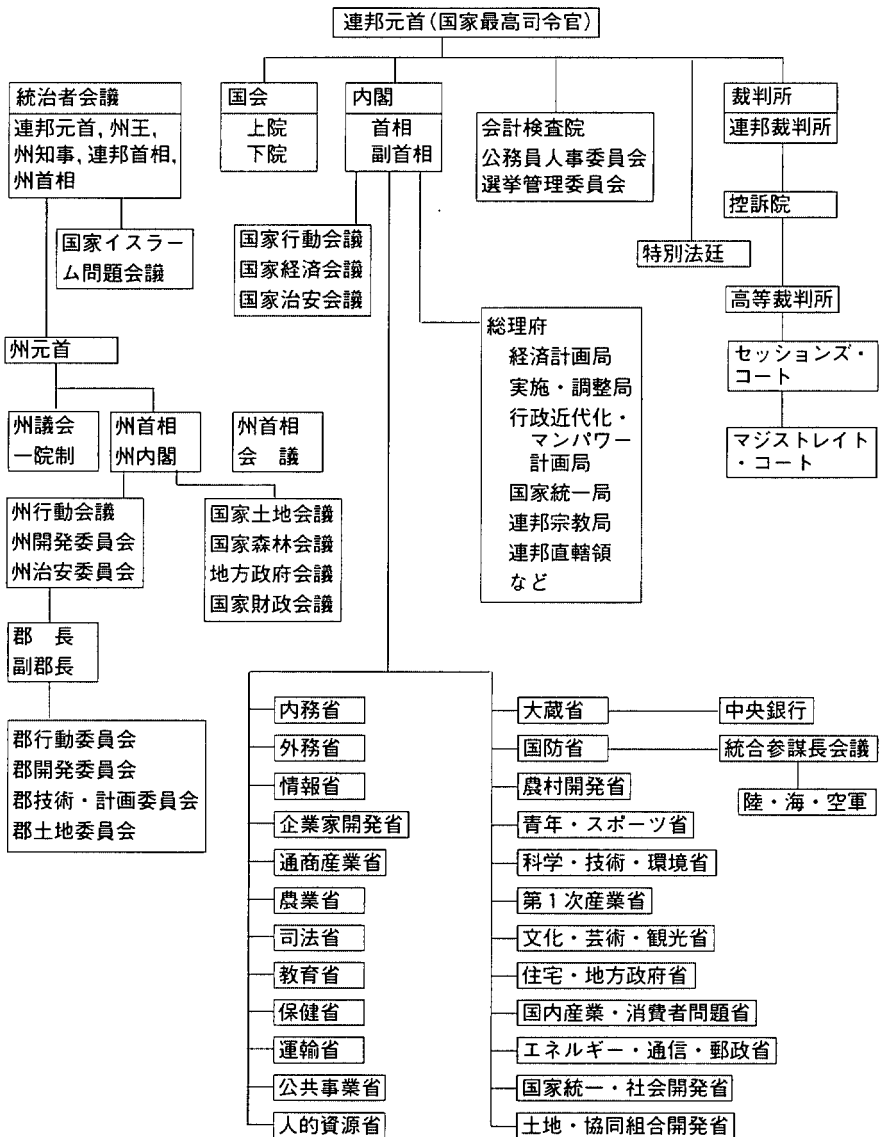 連邦元首(国家最高司令官)
統治者会議
連邦元首, 州王,
州知事, 連邦首相,
州首相
国家イスラー
ム問題会議
国会
上院
下院
内閣
首相
副首相
国家行動会議
国家経済会議
国家治安会議
会計検査院
公務員人事委員会
選挙管理委員会
特別法廷
裁判所
連邦裁判所
控訴院
高等裁判所
セッションズ・
コート
マジストレイト
・コート
州元首
州議会
一院制
州首相
州内閣
州首相
会 議
州行動会議
州開発委員会
州治安委員会
国家土地会議
国家森林会議
地方政府会議
国家財政会議
郡 長
副郡長
郡行動委員会
郡開発委員会
郡技術・計画委員会
郡土地委員会
総理府
経済計画局
実施・調整局
行政近代化・
マンパワー
計画局
国家統一局
連邦宗教局
連邦直轄領
など
内務省
外務省
情報省
企業家開発省
通商産業省
農業省
司法省
教育省
保健省
運輸省
公共事業省
人的資源省
大蔵省
中央銀行
国防省
統合参謀長会議
陸・海・空軍
農村開発省
青年・スポーツ省
科学・技術・環境省
第1次産業省
文化・芸術・観光省
住宅・地方政府省
国内産業・消費者問題省
エネルギー・通信・郵政省
国家統一・社会開発省
土地・協同組合開発省